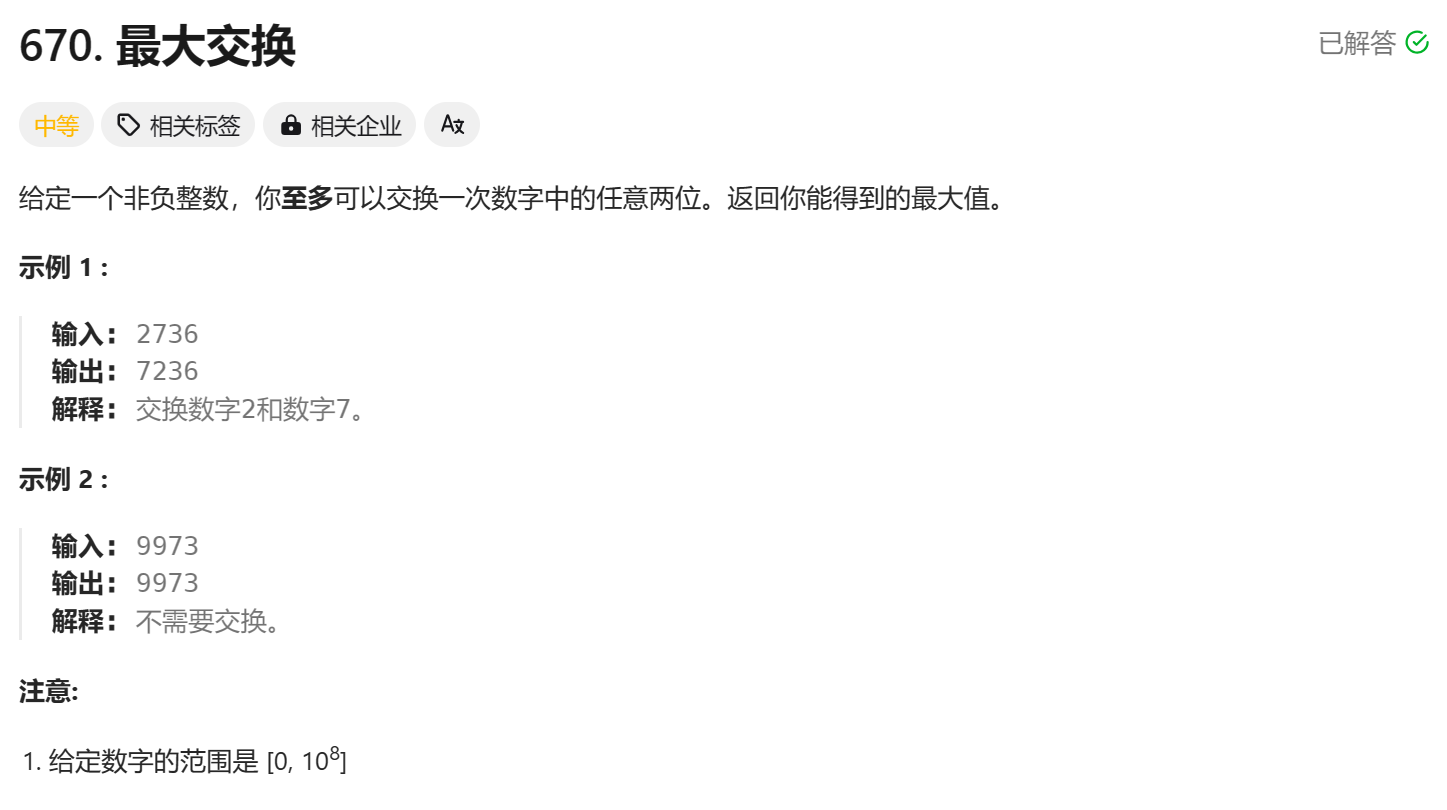 670. 最大交换
已解答
中等
相关标签
相关企业
给定一个非负整数，你至多可以交换一次数字中的任意两位。返回你能得到的最大值。
示例 1 :
输入： 2736
输出： 7236
解释： 交换数字2和数字7。
示例 2 :
输入： 9973
输出： 9973
解释： 不需要交换。
注意:
1. 给定数字的范围是 [0, 10⁸]